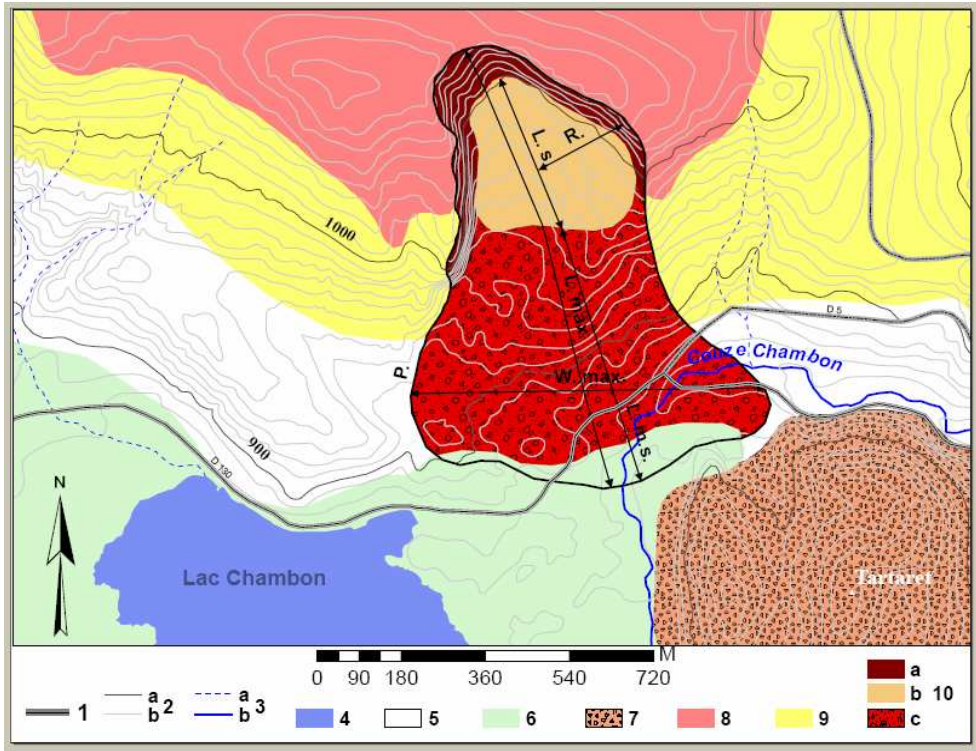 L. s
R.
1000
L. max
D 5
Couze Chambon
P.
W. max.
L. m. s.
900
D 130
N
Lac Chambon
Tartaret
M
0 90 180 360 540 720
a
b 10
c
1
a
b
2
a
b
3
4
5
6
7
8
9